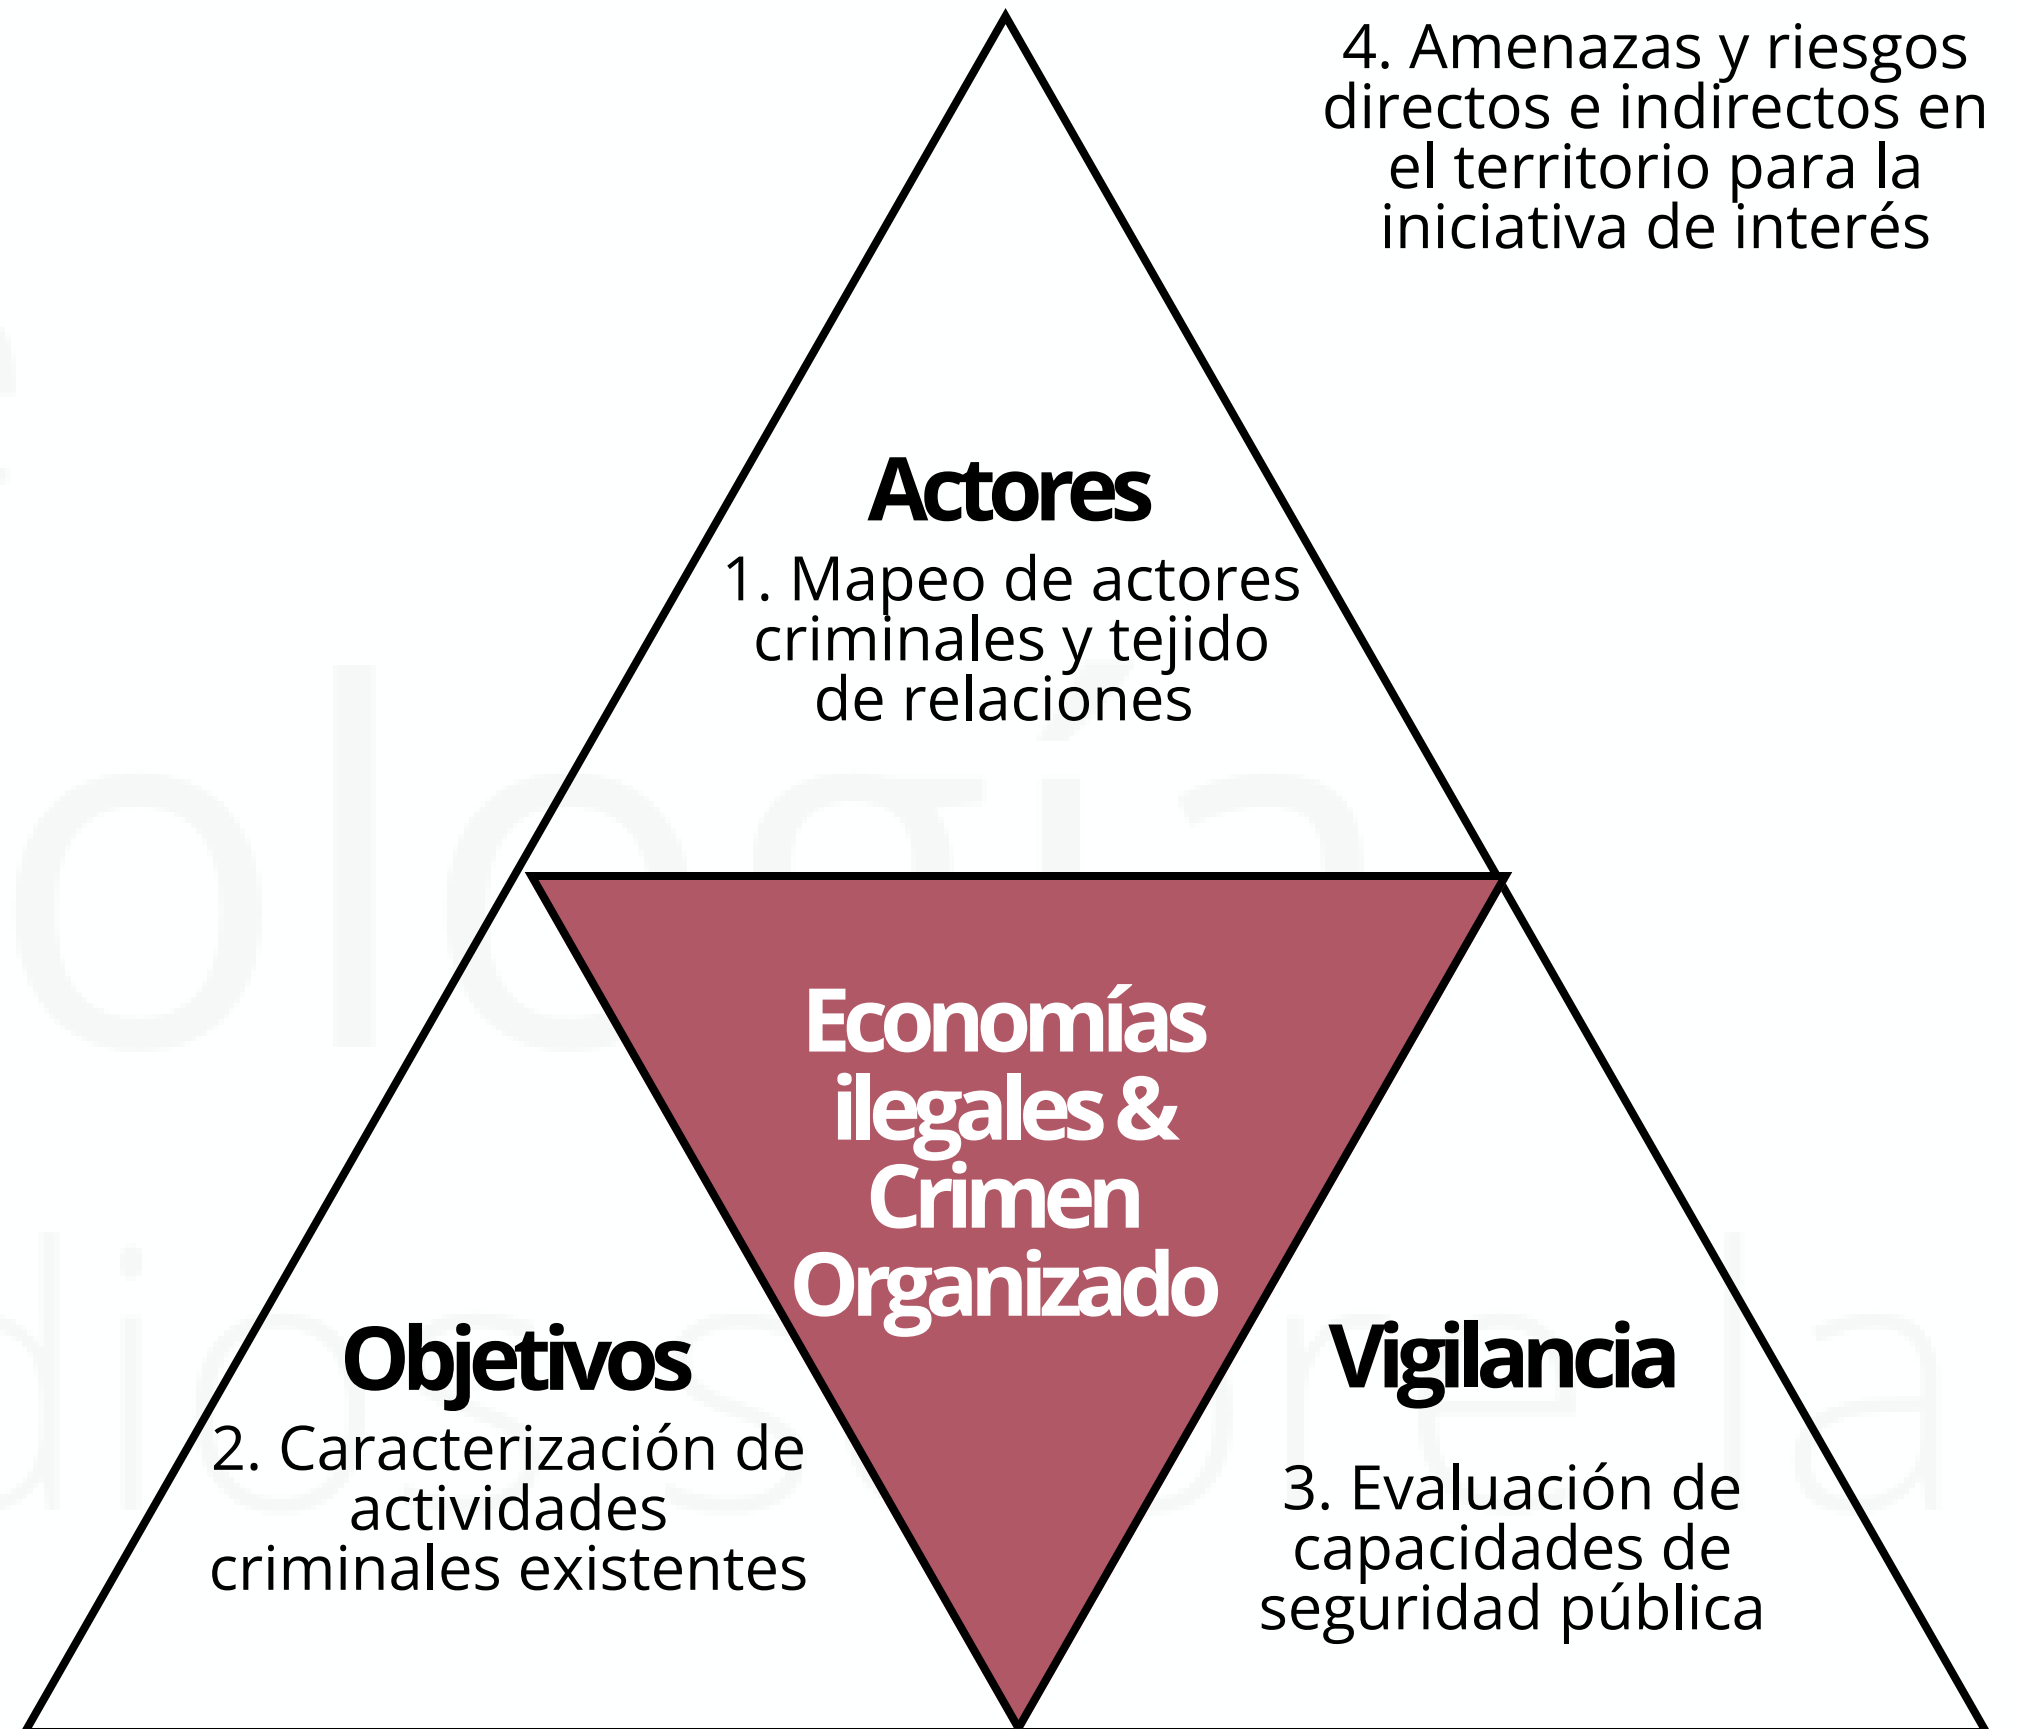 4. Amenazas y riesgos
directos e indirectos en
el territorio para la
iniciativa de interés
Actores
1. Mapeo de actores
criminales y tejido
de relaciones
Economías
ilegales &
Crimen
Organizado
Objetivos
2. Caracterización de
actividades
criminales existentes
Vigilancia
3. Evaluación de
capacidades de
seguridad pública